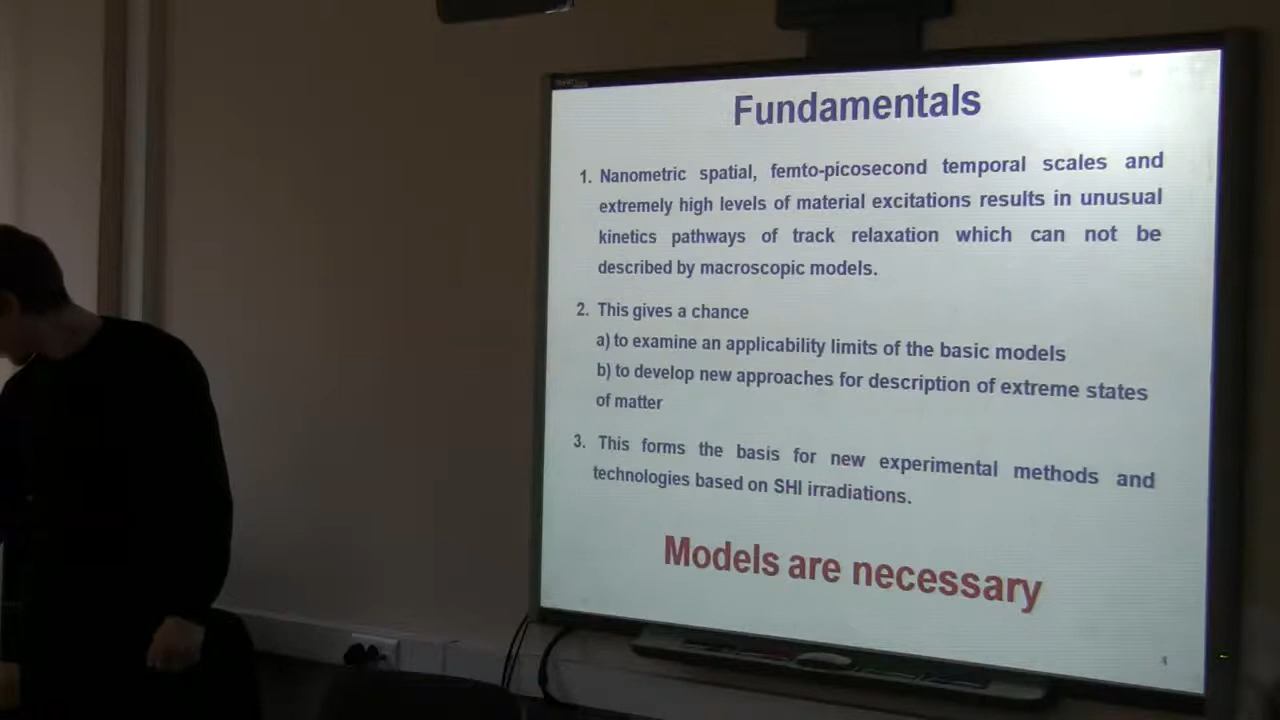 Fundamentals
1. Nanometric spatial, femto-picosecond temporal scales and
extremely high levels of material excitations results in unusual
kinetics pathways of track relaxation which can not be
described by macroscopic models.
2. This gives a chance
a) to examine an applicability limits of the basic models
b) to develop new approaches for description of extreme states
of matter
3. This forms the basis for new experimental methods and
technologies based on SHI irradiations.
Models are necessary